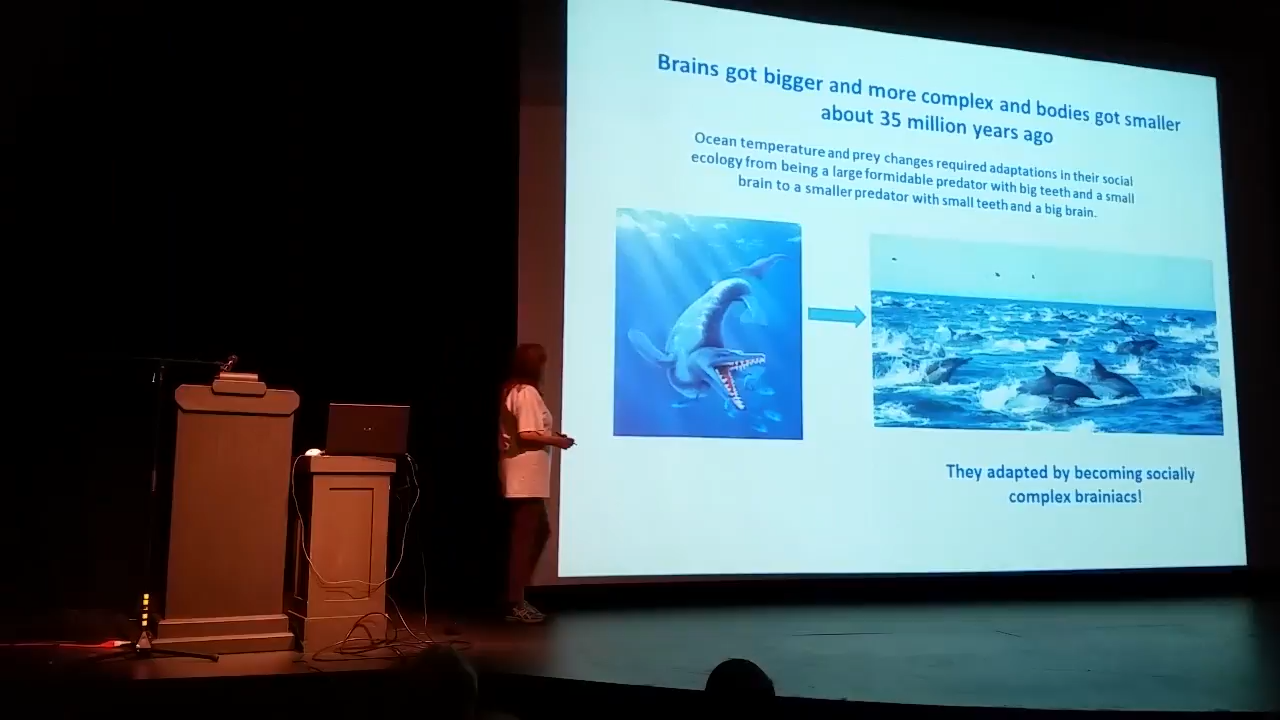 Brains got bigger and more complex and bodies got smaller
about 35 million years ago
Ocean temperature and prey changes required adaptations in their social
ecology from being a large formidable predator with big teeth and a small
brain to a smaller predator with small teeth and a big brain.
They adapted by becoming socially
complex brainiacs!